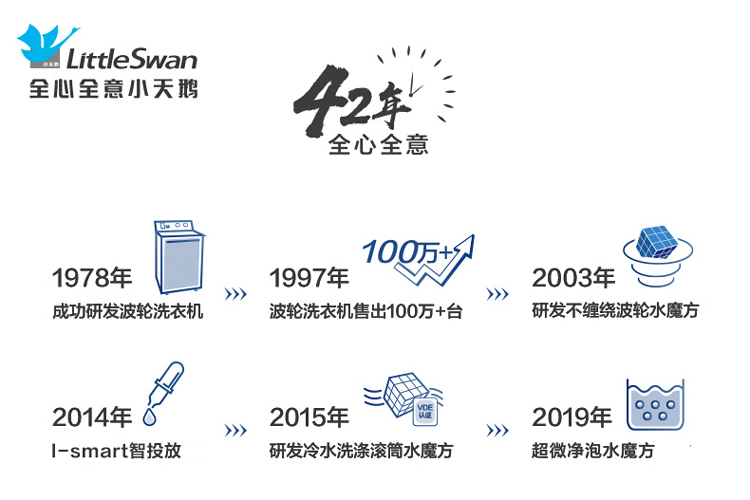 LittleSwan
全心全意小天鹅
42年
全心全意
100万+
1978年
1997年
2003年
成功研发波轮洗衣机
波轮洗衣机售出100万+台
研发不缠绕波轮水魔方
VDE
认证
2014年
2015年
2019年
I-smart智投放
研发冷水洗涤滚筒水魔方
超微净泡水魔方